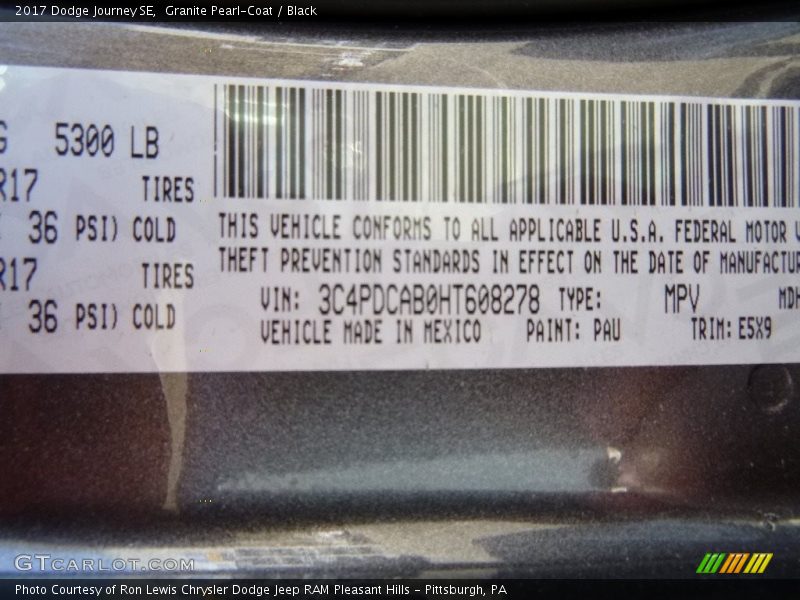 2017 Dodge Journey SE, Granite Pearl-Coat / Black
5300 LB
R17 TIRES
36 PSI) COLD
R17 TIRES
36 PSI) COLD
THIS VEHICLE CONFORMS TO ALL APPLICABLE U.S.A. FEDERAL MOTOR
THEFT PREVENTION STANDARDS IN EFFECT ON THE DATE OF MANUFACTUR
VIN: 3C4PDCAB0HT608278 TYPE: MPV MDH
VEHICLE MADE IN MEXICO PAINT: PAU TRIM: E5X9
GTCARLOT.COM
Photo Courtesy of Ron Lewis Chrysler Dodge Jeep RAM Pleasant Hills - Pittsburgh, PA